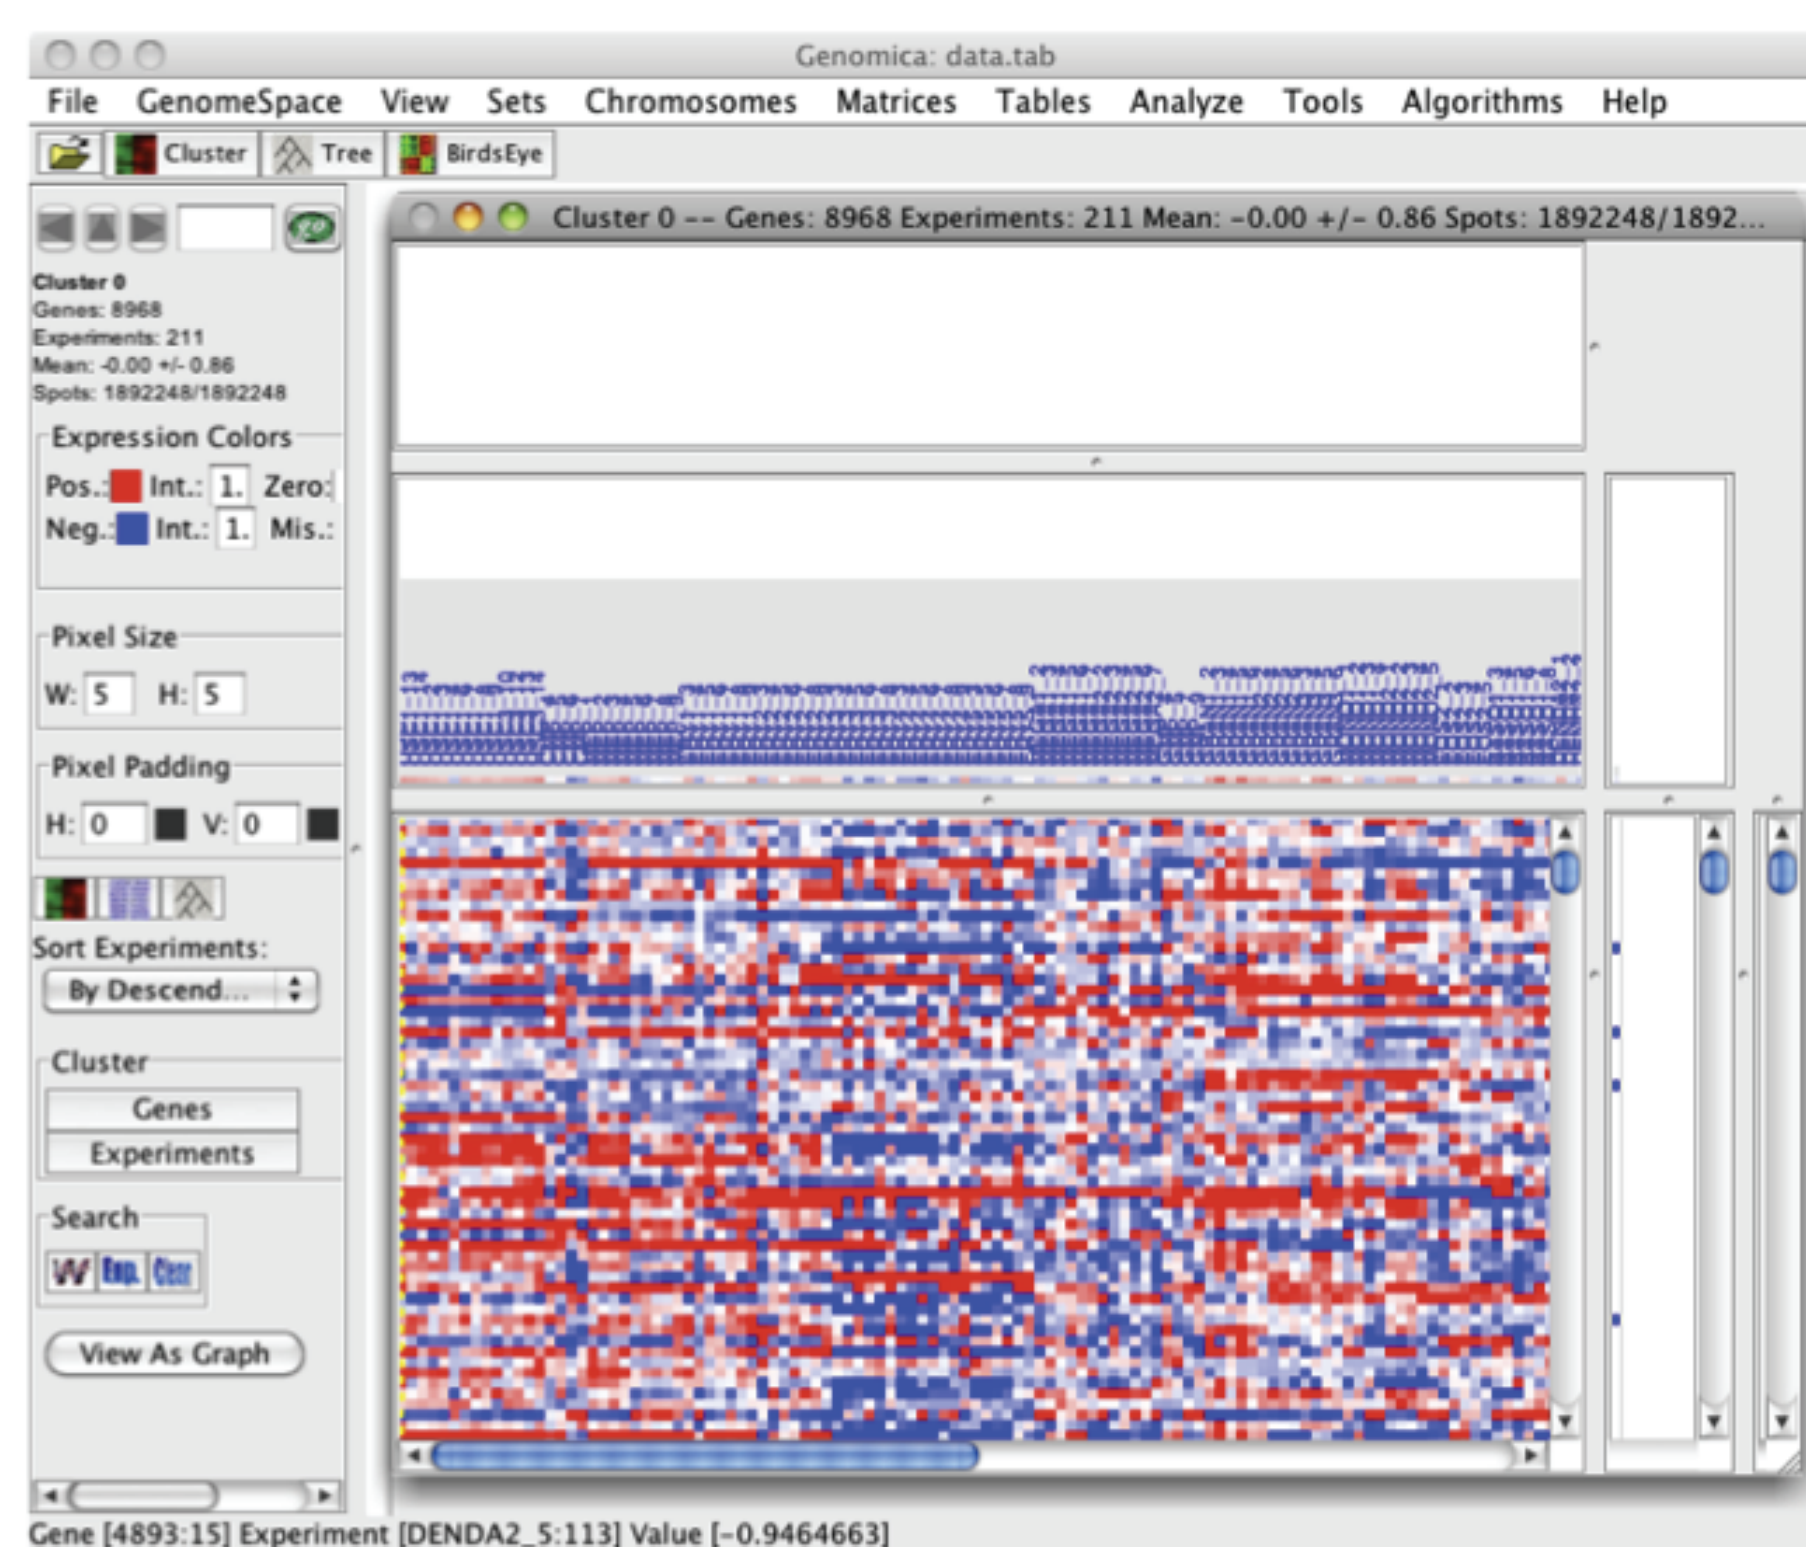 Genomica: data.tab
File GenomeSpace View Sets Chromosomes Matrices Tables Analyze Tools Algorithms Help
Cluster Tree BirdsEye
go
Cluster 0 -- Genes: 8968 Experiments: 211 Mean: -0.00 +/- 0.86 Spots: 1892248/1892...
Cluster 0
Genes: 8968
Experiments: 211
Mean: -0.00 +/- 0.86
Spots: 1892248/1892248
Expression Colors
Pos.: Int.: 1. Zero:
Neg.: Int.: 1. Mis.:
Pixel Size
W: 5 H: 5
Pixel Padding
H: 0 V: 0
Sort Experiments:
By Descend...
Cluster
Genes
Experiments
Search
Exp. Clear
View As Graph
Gene [4893:15] Experiment [DENDA2_5:113] Value [-0.9464663]